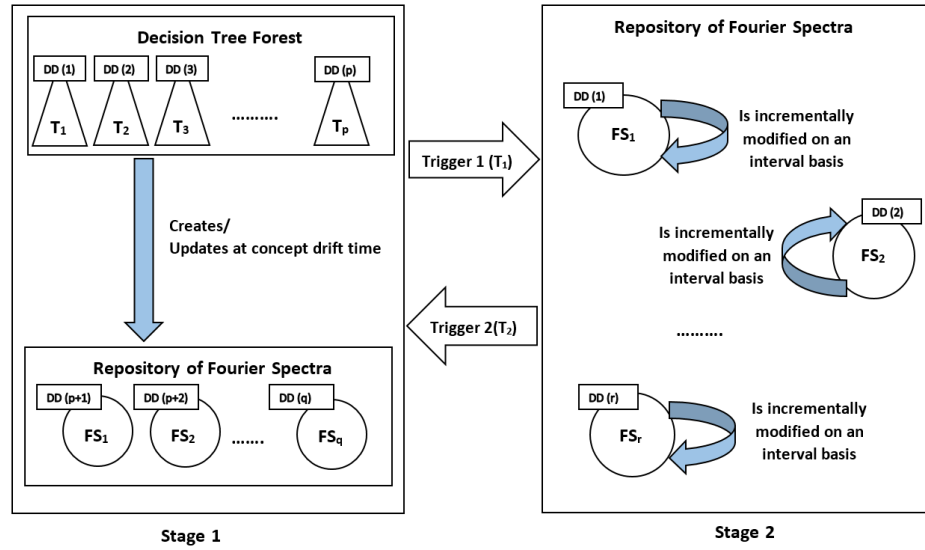 Decision Tree Forest
DD (1) DD (2) DD (3) DD (p)
T1 T2 T3 .......... Tp
Creates/
Updates at concept drift time
Repository of Fourier Spectra
DD (p+1) DD (p+2) DD (q)
FS1 FS2 ....... FSq
Stage 1
Trigger 1 (T1)
Trigger 2(T2)
Repository of Fourier Spectra
DD (1)
FS1
Is incrementally
modified on an
interval basis
DD (2)
FS2
Is incrementally
modified on an
interval basis
..........
DD (r)
FSr
Is incrementally
modified on an
interval basis
Stage 2